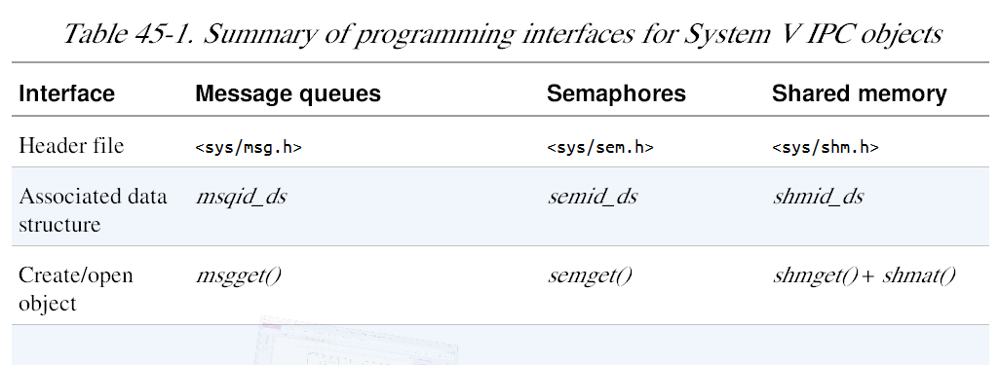 Table 45-1. Summary of programming interfaces for System V IPC objects
Interface Message queues Semaphores Shared memory
Header file <sys/msg.h> <sys/sem.h> <sys/shm.h>
Associated data msqid_ds semid_ds shmid_ds
structure
Create/open msgget() semget() shmget() + shmat()
object